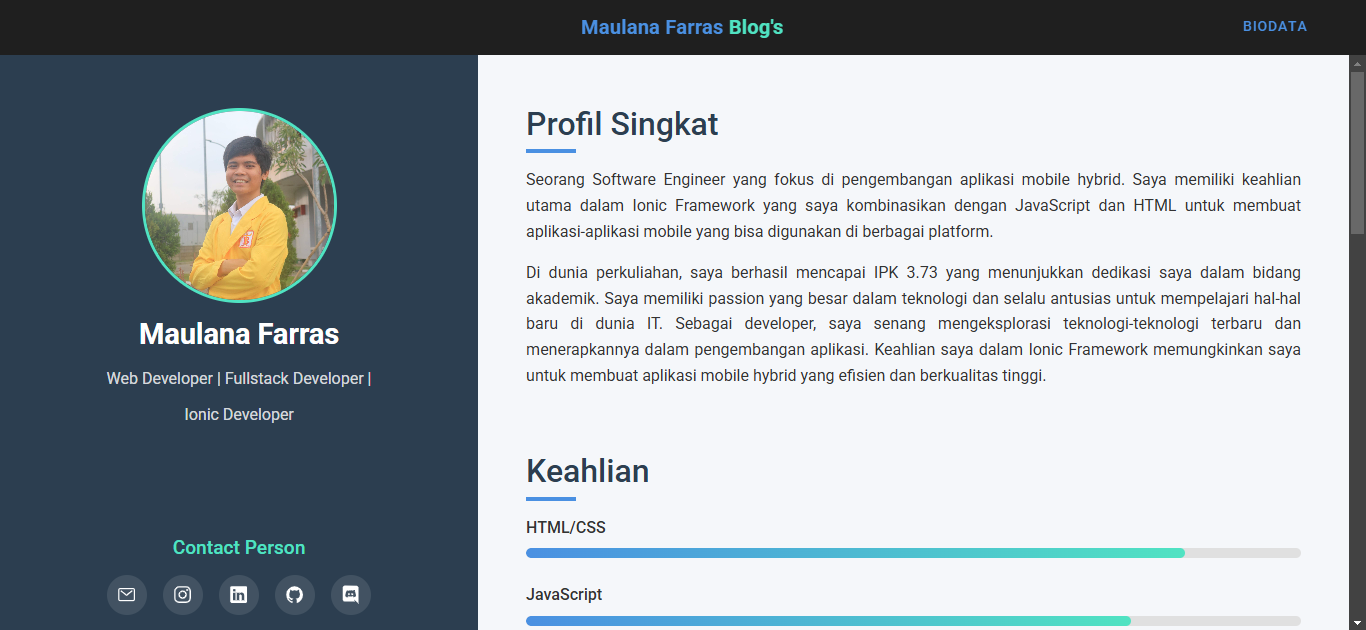 Maulana Farras Blog's
BIODATA
Maulana Farras
Web Developer | Fullstack Developer |
Ionic Developer
Contact Person
Profil Singkat
Seorang Software Engineer yang fokus di pengembangan aplikasi mobile hybrid. Saya memiliki keahlian
utama dalam Ionic Framework yang saya kombinasikan dengan JavaScript dan HTML untuk membuat
aplikasi-aplikasi mobile yang bisa digunakan di berbagai platform.
Di dunia perkuliahan, saya berhasil mencapai IPK 3.73 yang menunjukkan dedikasi saya dalam bidang
akademik. Saya memiliki passion yang besar dalam teknologi dan selalu antusias untuk mempelajari hal-hal
baru di dunia IT. Sebagai developer, saya senang mengeksplorasi teknologi-teknologi terbaru dan
menerapkannya dalam pengembangan aplikasi. Keahlian saya dalam Ionic Framework memungkinkan saya
untuk membuat aplikasi mobile hybrid yang efisien dan berkualitas tinggi.
Keahlian
HTML/CSS
JavaScript